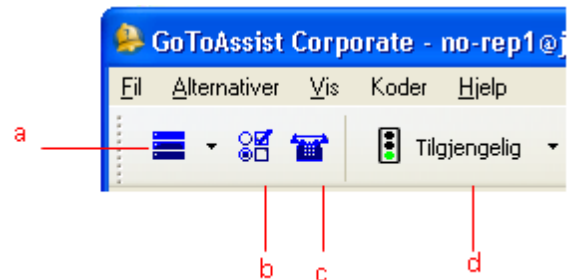 GoToAssist Corporate - no-rep1@j
Fil Alternativer Vis Koder Hjelp
a
Tilgjengelig
b c d